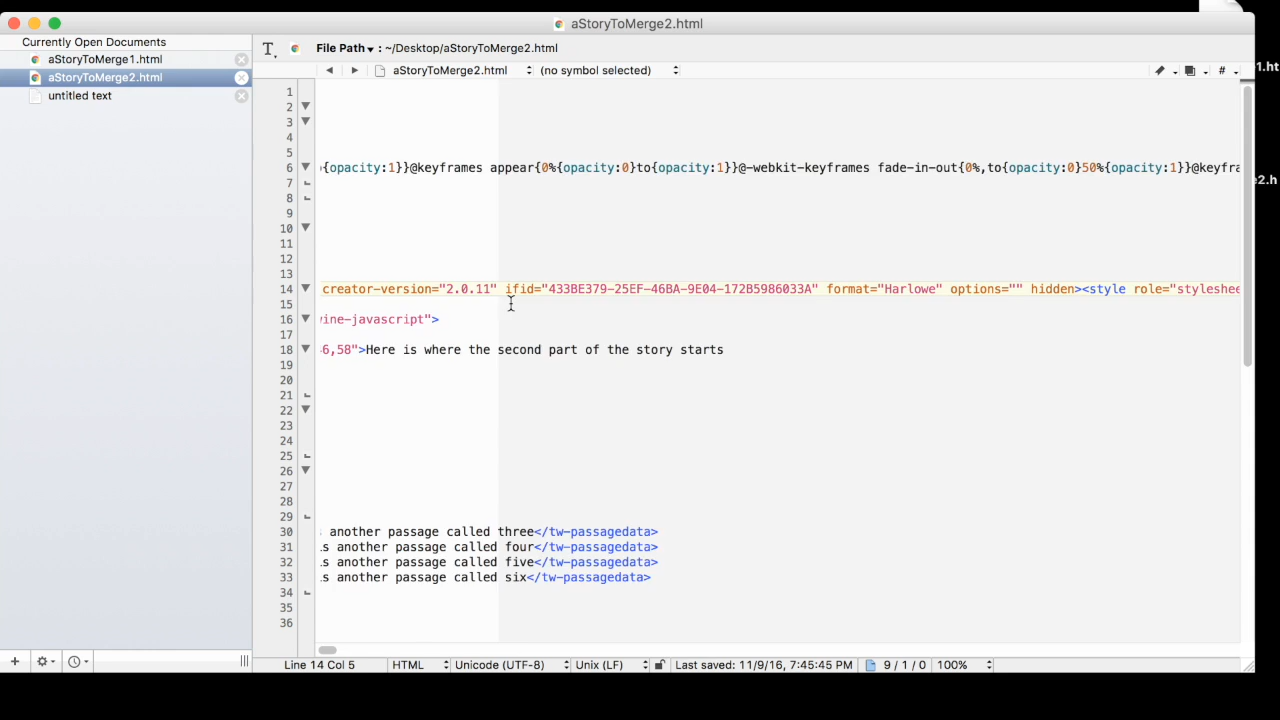 aStoryToMerge2.html
Currently Open Documents
aStoryToMerge1.html
aStoryToMerge2.html
untitled text
File Path : ~/Desktop/aStoryToMerge2.html
aStoryToMerge2.html (no symbol selected)
#
1
2
3
4
5
6 {opacity:1}}@keyframes appear{0%{opacity:0}to{opacity:1}}@-webkit-keyframes fade-in-out{0%,to{opacity:0}50%{opacity:1}}@keyfra
7
8
9
10
11
12
13
14 creator-version="2.0.11" ifid="433BE379-25EF-46BA-9E04-172B5986033A" format="Harlowe" options="" hidden><style role="styleshee
15
16 ine-javascript">
17
18 6,58">Here is where the second part of the story starts
19
20
21
22
23
24
25
26
27
28
29
30 another passage called three</tw-passagedata>
31 is another passage called four</tw-passagedata>
32 is another passage called five</tw-passagedata>
33 is another passage called six</tw-passagedata>
34
35
36
Line 14 Col 5 HTML Unicode (UTF-8) Unix (LF) Last saved: 11/9/16, 7:45:45 PM 9 / 1 / 0 100%
1.ht
2.h